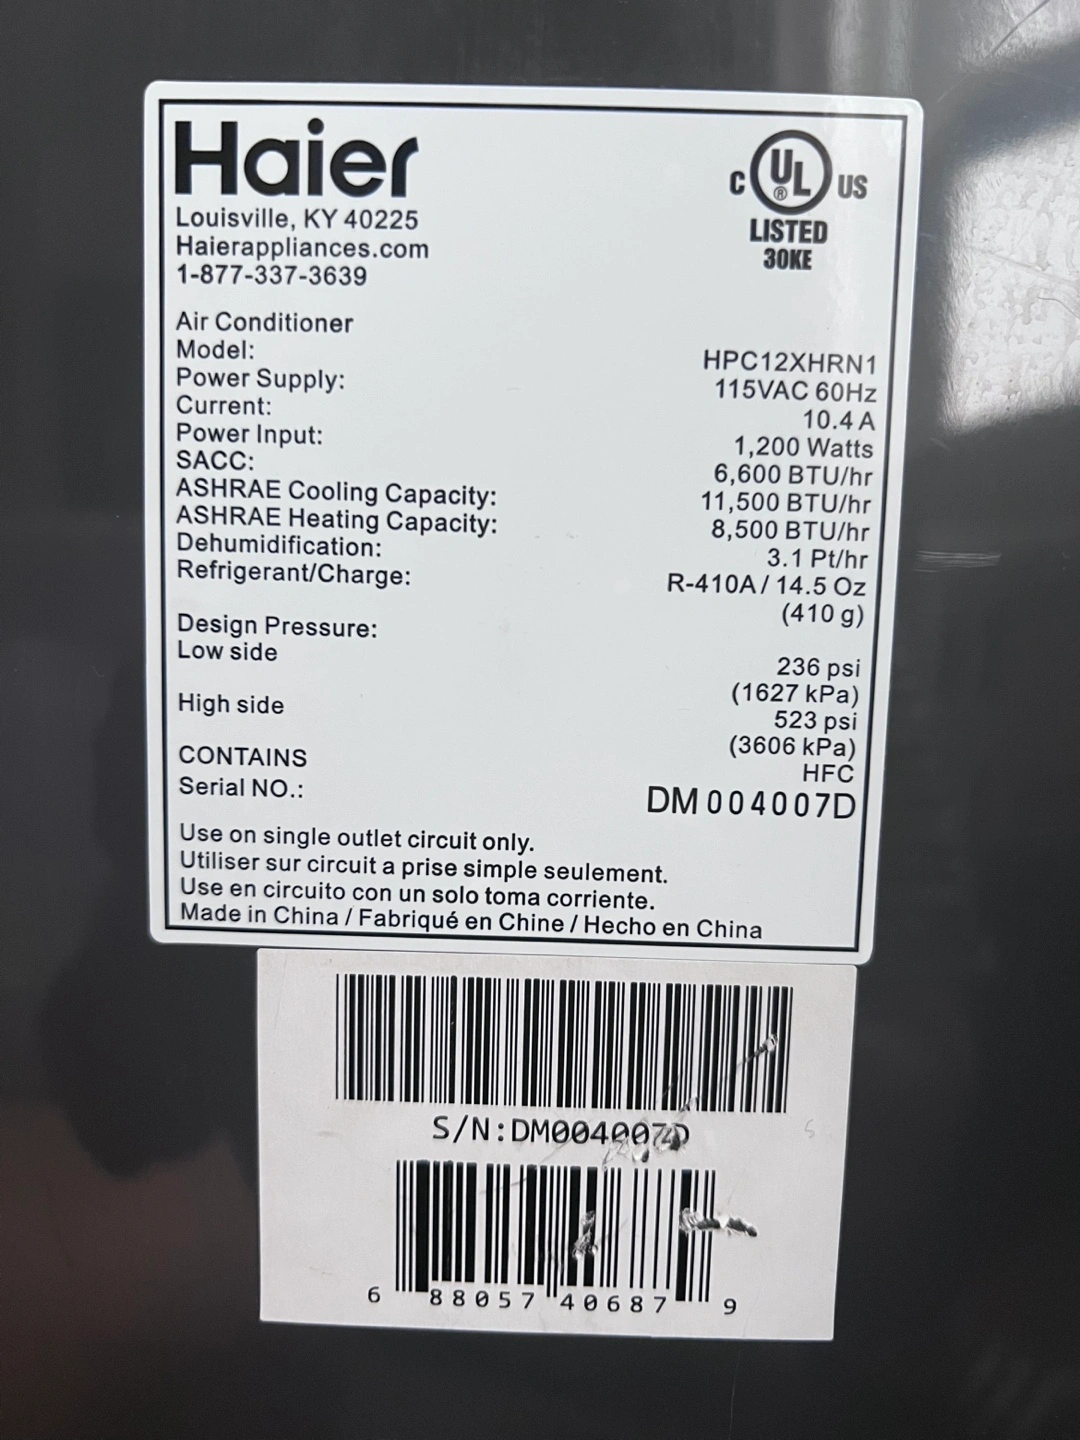 Haier
Louisville, KY 40225
Haierappliances.com
1-877-337-3639
C UL ® US
LISTED
30KE
Air Conditioner
Model: HPC12XHRN1
Power Supply: 115VAC 60Hz
Current: 10.4 A
Power Input: 1,200 Watts
SACC: 6,600 BTU/hr
ASHRAE Cooling Capacity: 11,500 BTU/hr
ASHRAE Heating Capacity: 8,500 BTU/hr
Dehumidification: 3.1 Pt/hr
Refrigerant/Charge: R-410A / 14.5 Oz
(410 g)
Design Pressure:
Low side 236 psi
(1627 kPa)
High side 523 psi
(3606 kPa)
CONTAINS HFC
Serial NO.: DM 004007D
Use on single outlet circuit only.
Utiliser sur circuit a prise simple seulement.
Use en circuito con un solo toma corriente.
Made in China / Fabriqué en Chine / Hecho en China
S/N:DM004007D
6 88057 40687 9